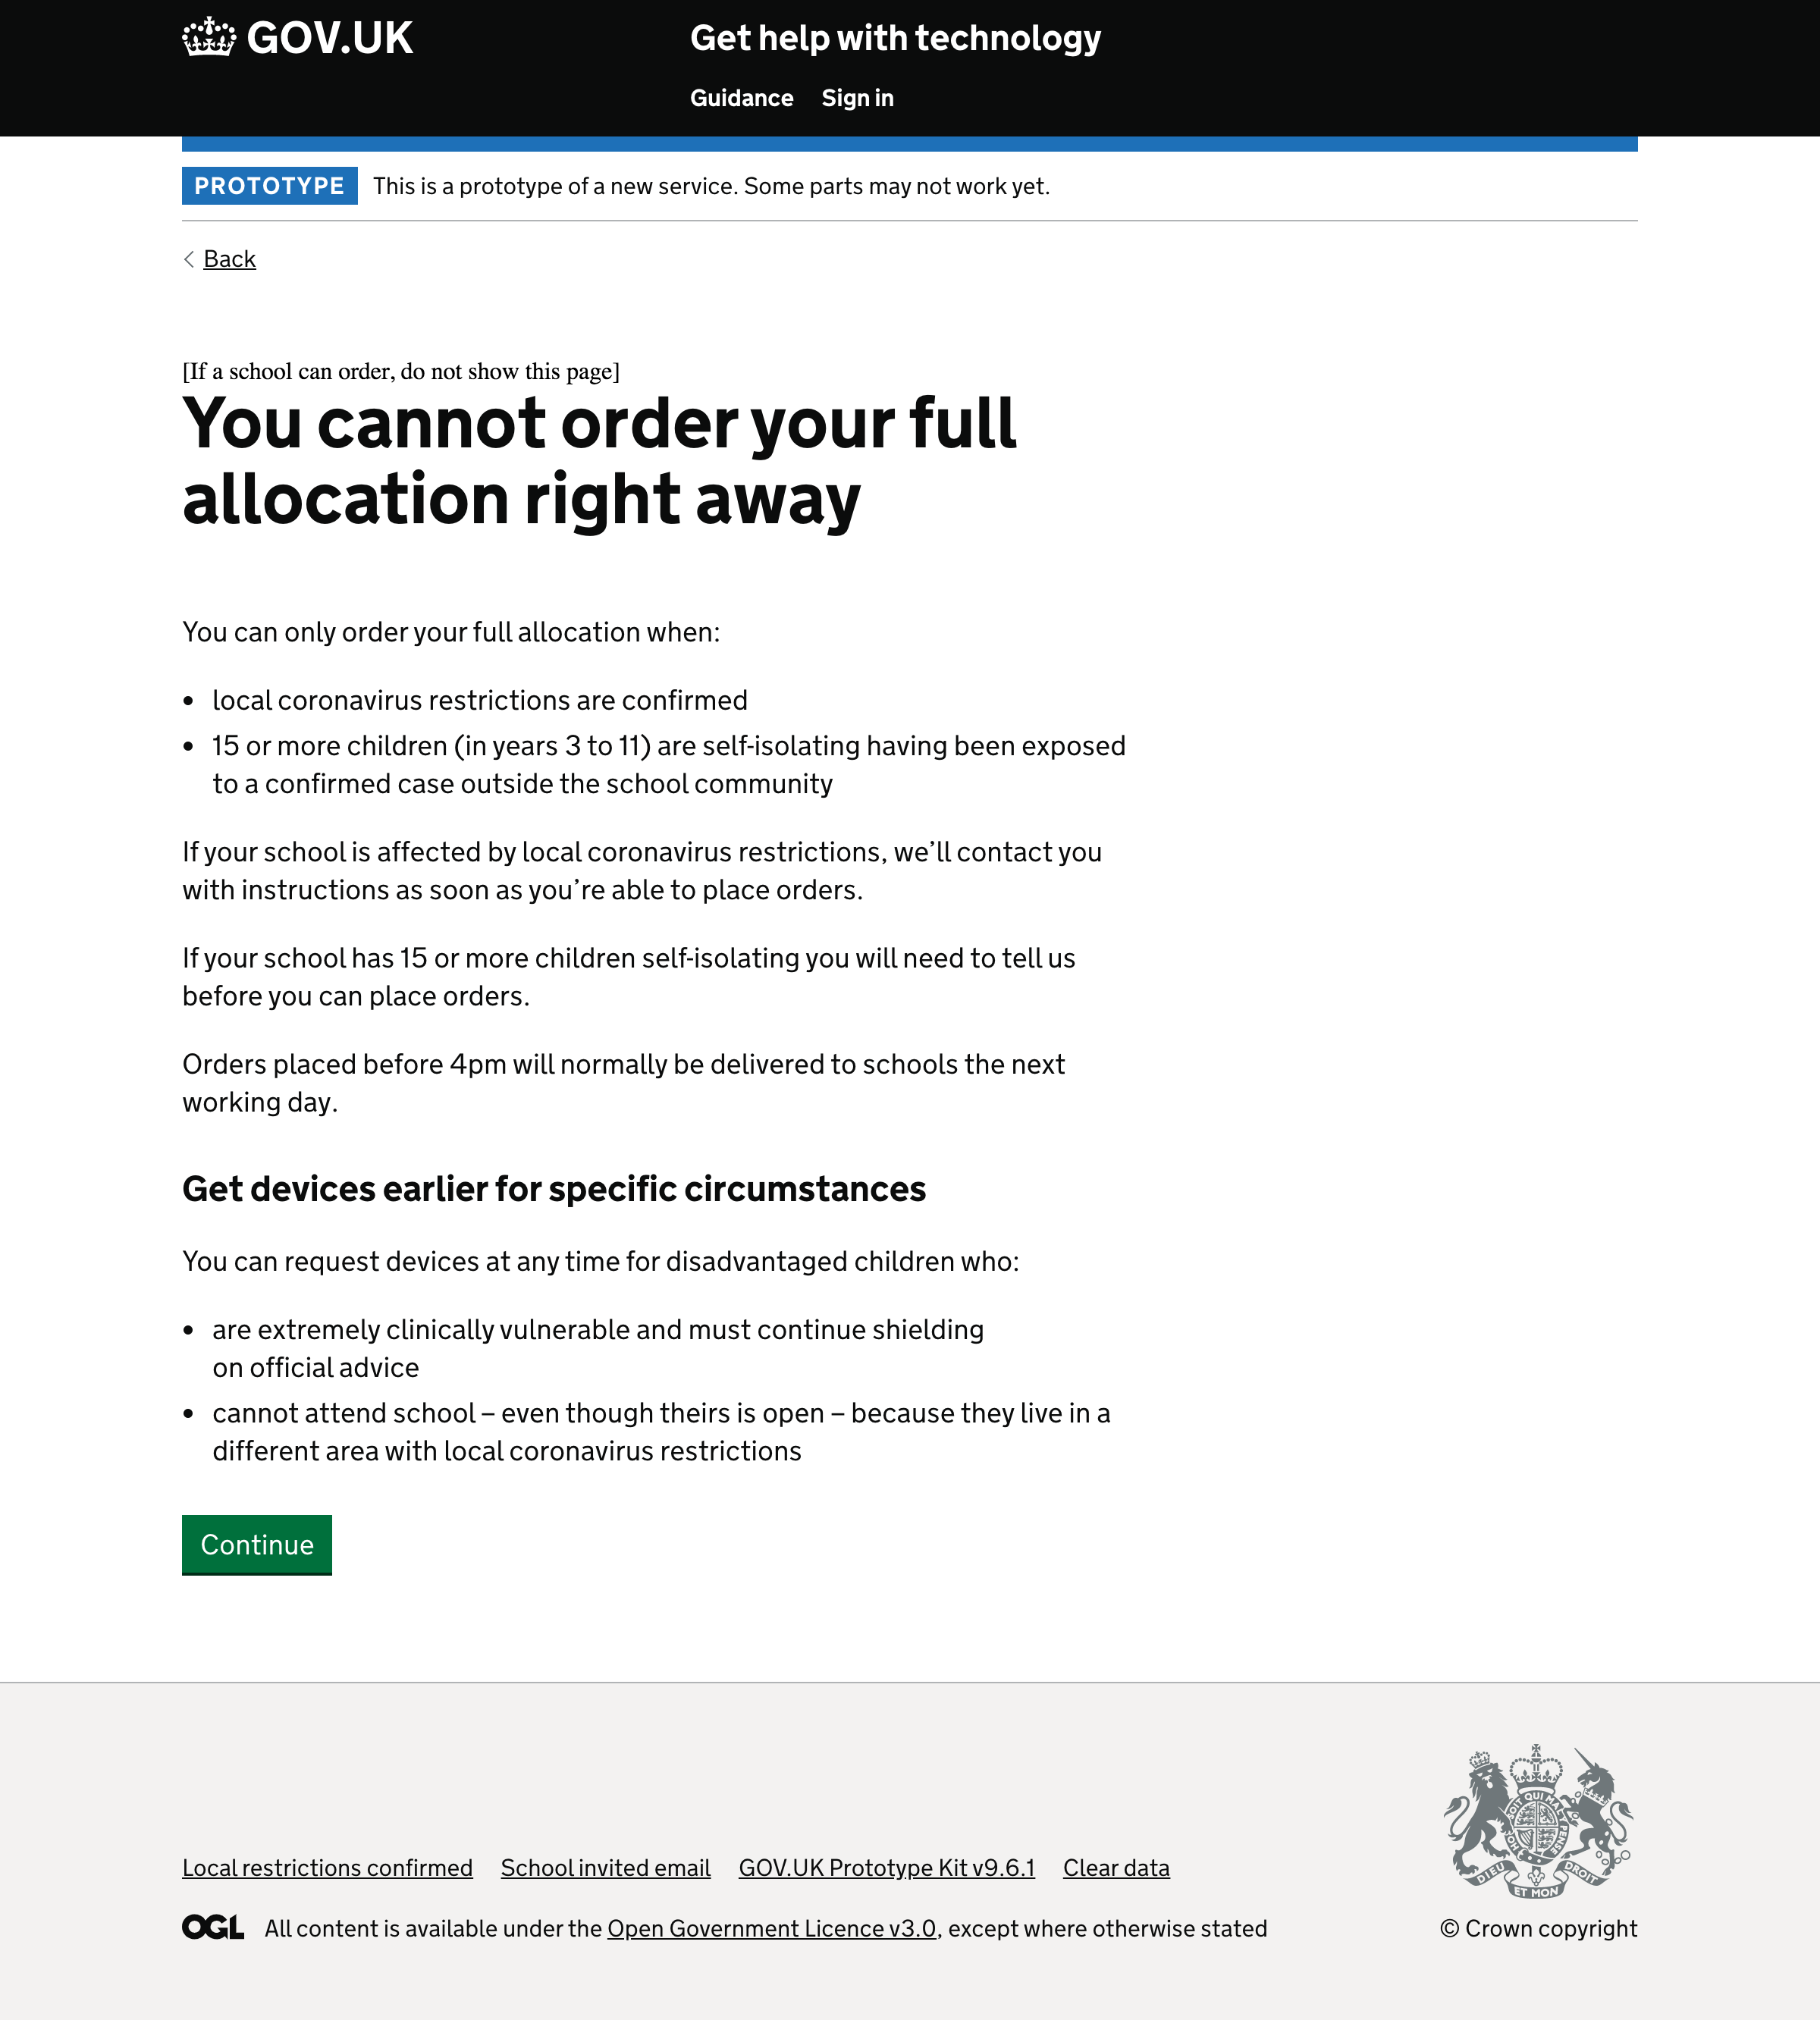 GOV.UK
Get help with technology
Guidance Sign in
PROTOTYPE This is a prototype of a new service. Some parts may not work yet.
Back
[If a school can order, do not show this page]
You cannot order your full
allocation right away
You can only order your full allocation when:
• local coronavirus restrictions are confirmed
• 15 or more children (in years 3 to 11) are self-isolating having been exposed
to a confirmed case outside the school community
If your school is affected by local coronavirus restrictions, we’ll contact you
with instructions as soon as you’re able to place orders.
If your school has 15 or more children self-isolating you will need to tell us
before you can place orders.
Orders placed before 4pm will normally be delivered to schools the next
working day.
Get devices earlier for specific circumstances
You can request devices at any time for disadvantaged children who:
• are extremely clinically vulnerable and must continue shielding
on official advice
• cannot attend school – even though theirs is open – because they live in a
different area with local coronavirus restrictions
Continue
Local restrictions confirmed School invited email GOV.UK Prototype Kit v9.6.1 Clear data
OGL All content is available under the Open Government Licence v3.0, except where otherwise stated
DIEU ET MON DROIT
© Crown copyright